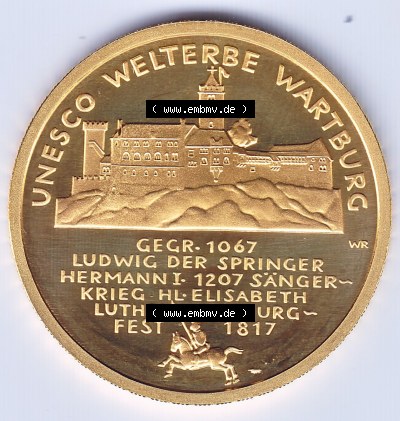 UNESCO WELTERBE WARTBURG
( www.embmv.de )
GEGR. 1067
WR
LUDWIG DER SPRINGER
HERMANN I. 1207 SÄNGER~
KRIEG HL. ELISABETH
LUTH URG~
( www.embmv.de )
FEST 1817